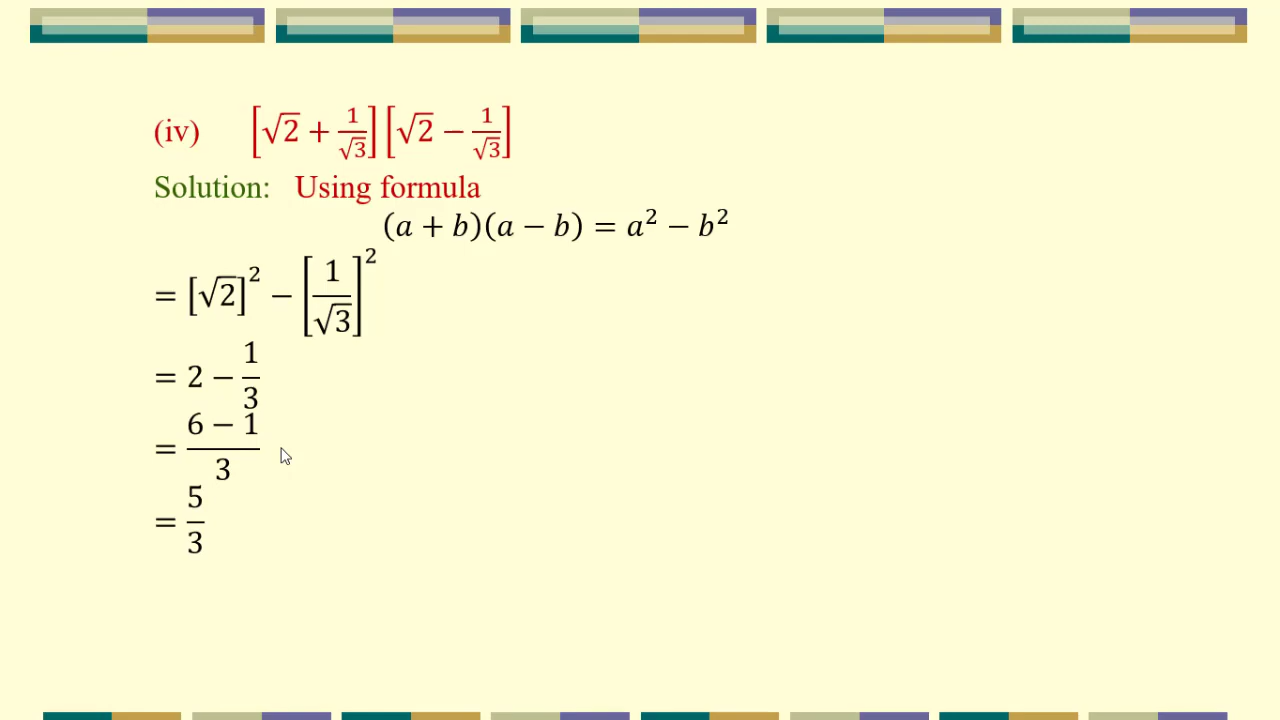 (iv) [√2 + 1/√3] [√2 − 1/√3]
Solution: Using formula
(a + b)(a − b) = a² − b²
= [√2]² − [1/√3]²
= 2 − 1/3
= (6 − 1)/3
= 5/3